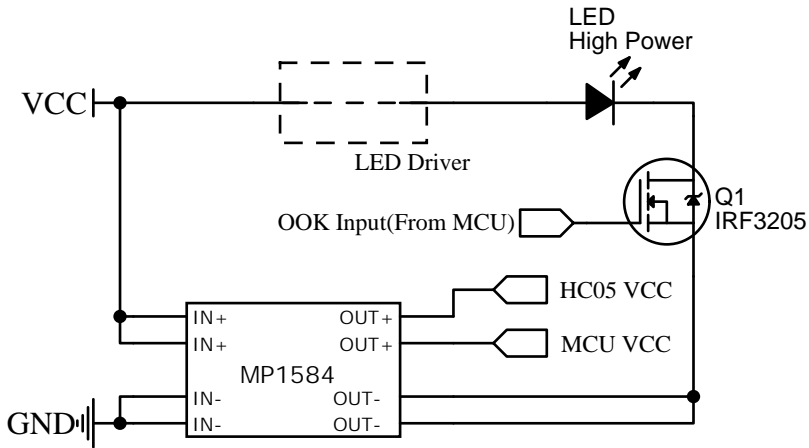 LED
High Power
VCC
LED Driver
Q1
IRF3205
OOK Input(From MCU)
HC05 VCC
IN+ OUT+
IN+ OUT+
MCU VCC
MP1584
IN- OUT-
IN- OUT-
GND